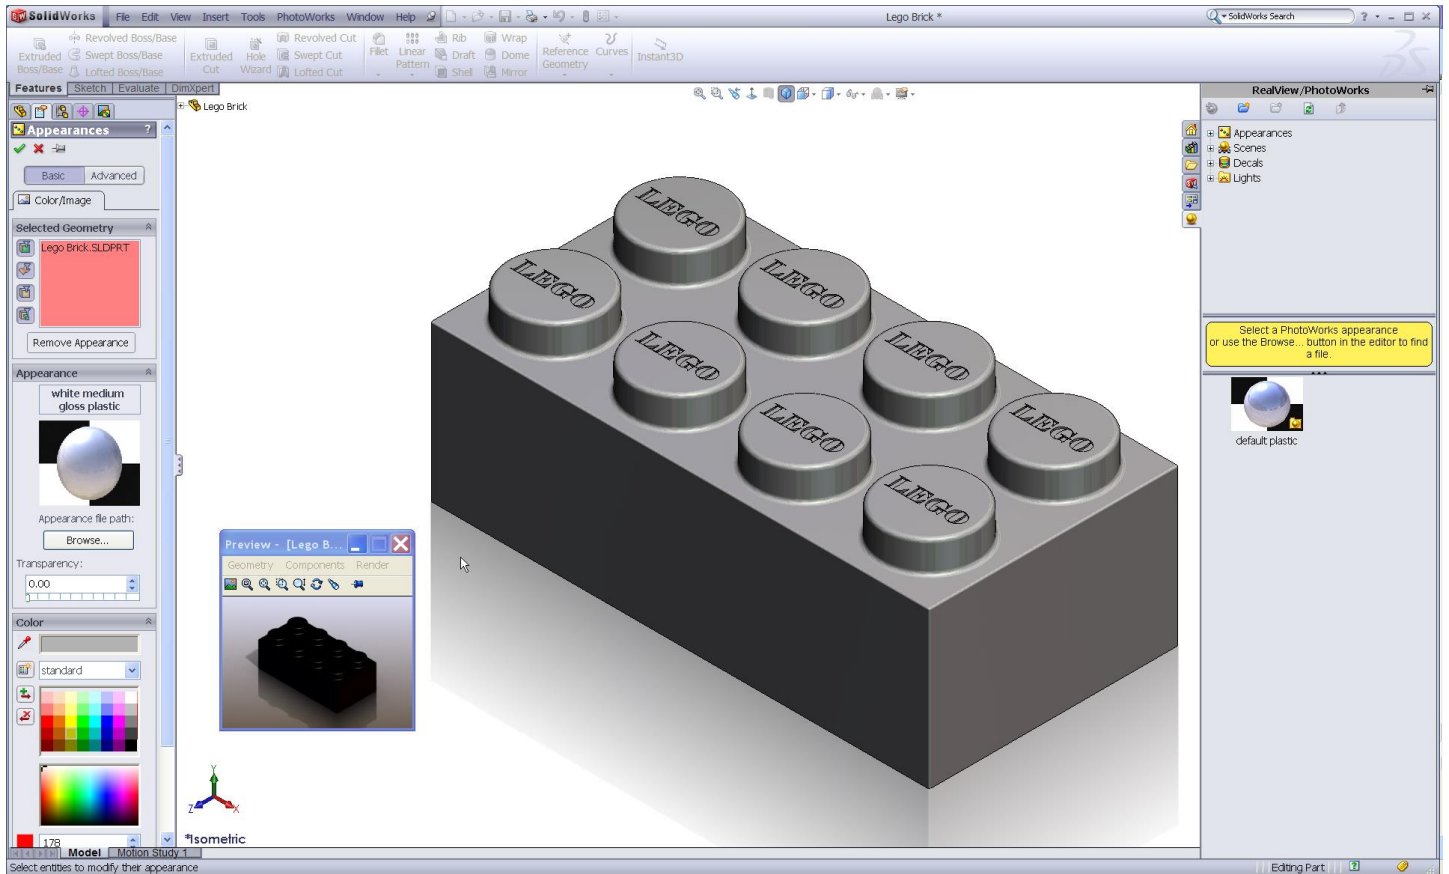 SolidWorks File Edit View Insert Tools PhotoWorks Window Help Lego Brick * SolidWorks Search ?
Extruded Boss/Base
Revolved Boss/Base
Swept Boss/Base
Lofted Boss/Base
Extruded Cut
Hole Wizard
Revolved Cut
Swept Cut
Lofted Cut
Fillet
Linear Pattern
Rib
Draft
Shell
Wrap
Dome
Mirror
Reference Geometry
Curves
Instant3D
Features Sketch Evaluate DimXpert
Lego Brick
Appearances ?
Basic Advanced
Color/Image
Selected Geometry
Lego Brick.SLDPRT
Remove Appearance
Appearance
white medium
gloss plastic
Appearance file path:
Browse...
Transparency:
0.00
Color
standard
178
LEGO
LEGO
LEGO
LEGO
LEGO
LEGO
LEGO
LEGO
Preview - [Lego B...
Geometry Components Render
Y
Z X
*Isometric
RealView/PhotoWorks
Appearances
Scenes
Decals
Lights
Select a PhotoWorks appearance
or use the Browse... button in the editor to find
a file.
default plastic
Model Motion Study 1
Select entities to modify their appearance
Editing Part